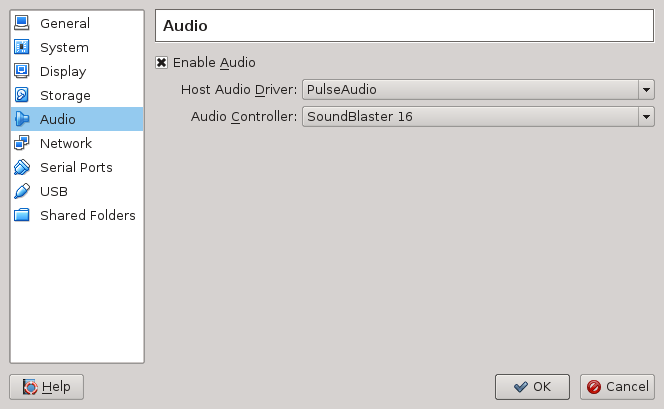 General
System
Display
Storage
Audio
Network
Serial Ports
USB
Shared Folders
Audio
Enable Audio
Host Audio Driver: PulseAudio
Audio Controller: SoundBlaster 16
Help
OK
Cancel